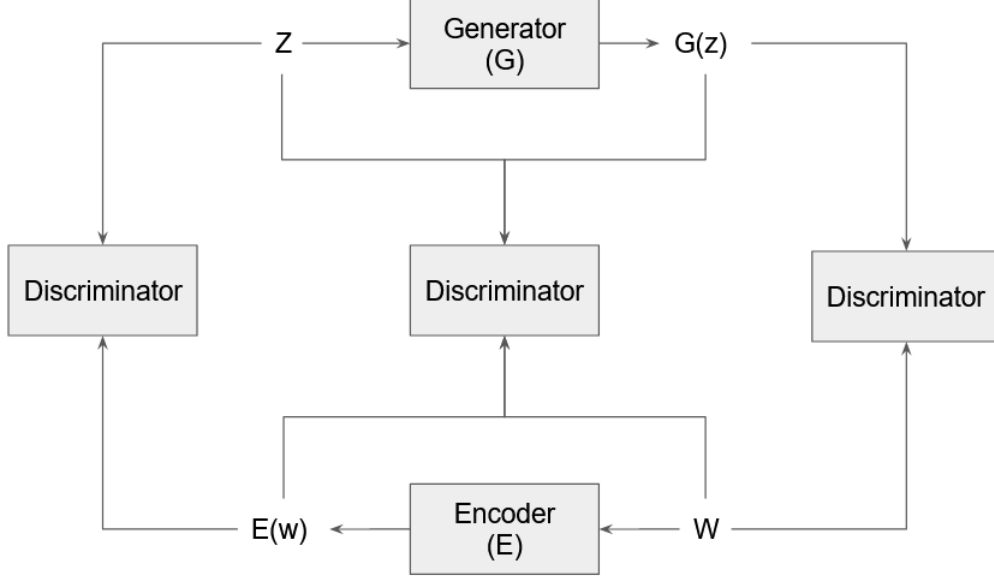 Z
Generator
(G)
G(z)
Discriminator
Discriminator
Discriminator
E(w)
Encoder
(E)
W